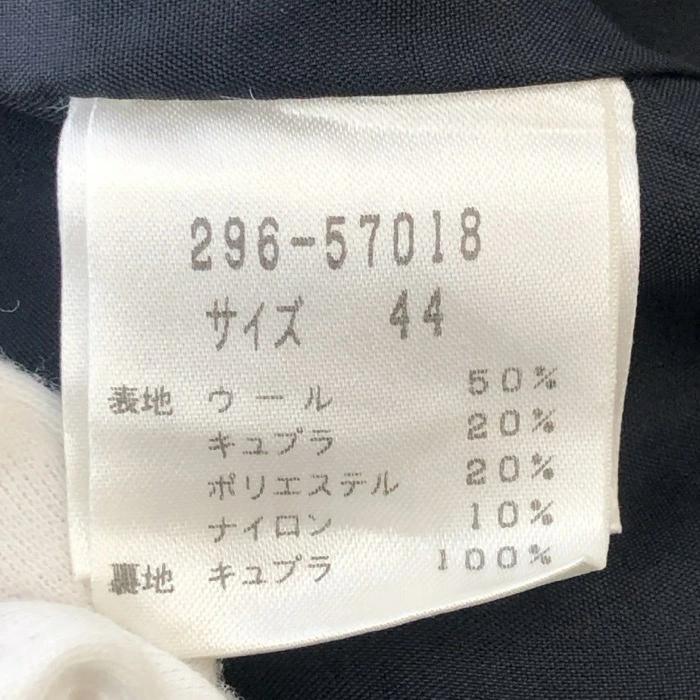 296-57018
サイズ 44
表地 ウール 50%
キュプラ 20%
ポリエステル 20%
ナイロン 10%
裏地 キュプラ 100%